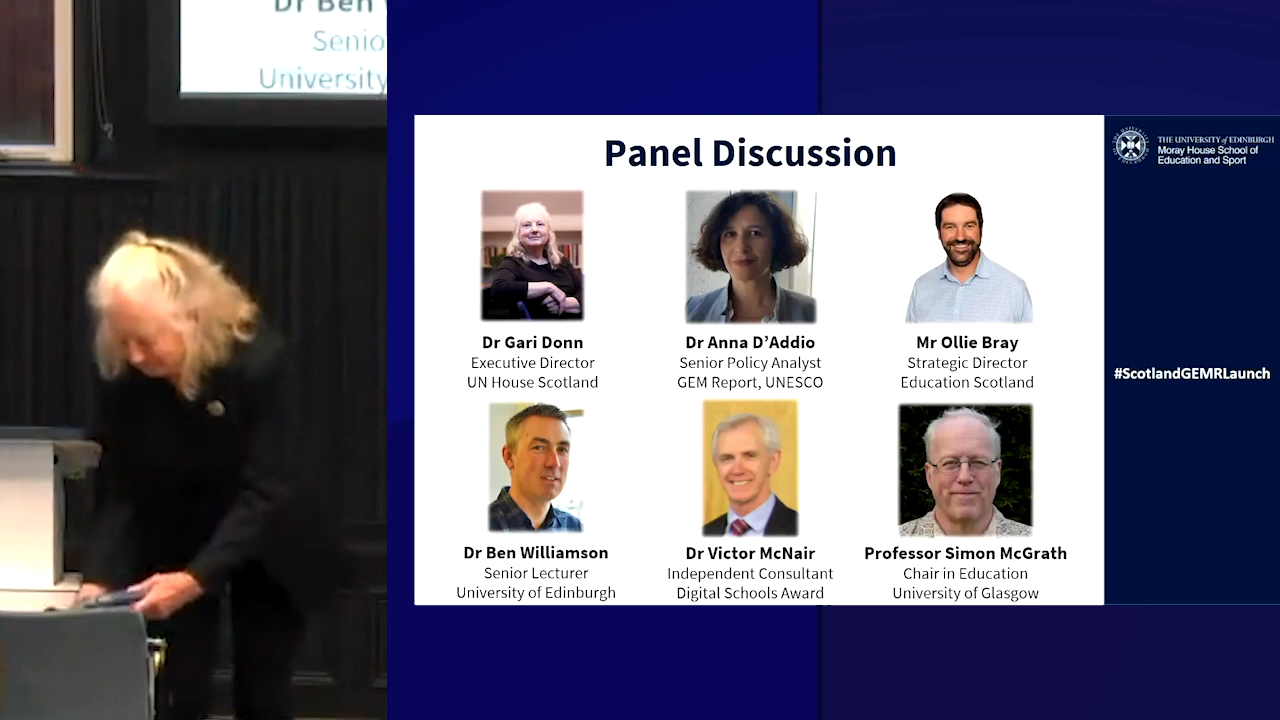 Dr Ben
Senio
University
Panel Discussion
Dr Gari Donn
Executive Director
UN House Scotland
Dr Anna D'Addio
Senior Policy Analyst
GEM Report, UNESCO
Mr Ollie Bray
Strategic Director
Education Scotland
Dr Ben Williamson
Senior Lecturer
University of Edinburgh
Dr Victor McNair
Independent Consultant
Digital Schools Award
Professor Simon McGrath
Chair in Education
University of Glasgow
THE UNIVERSITY of EDINBURGH
Moray House School of
Education and Sport
#ScotlandGEMRLaunch